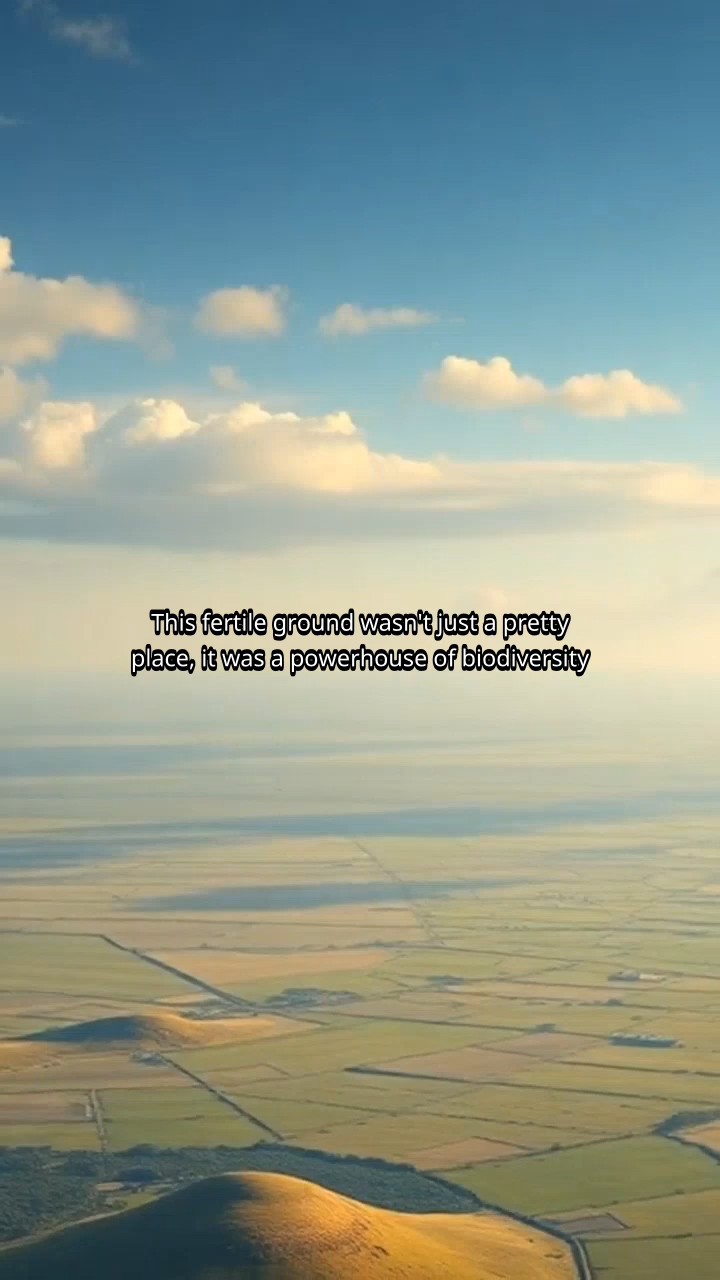 This fertile ground wasn't just a pretty
place, it was a powerhouse of biodiversity